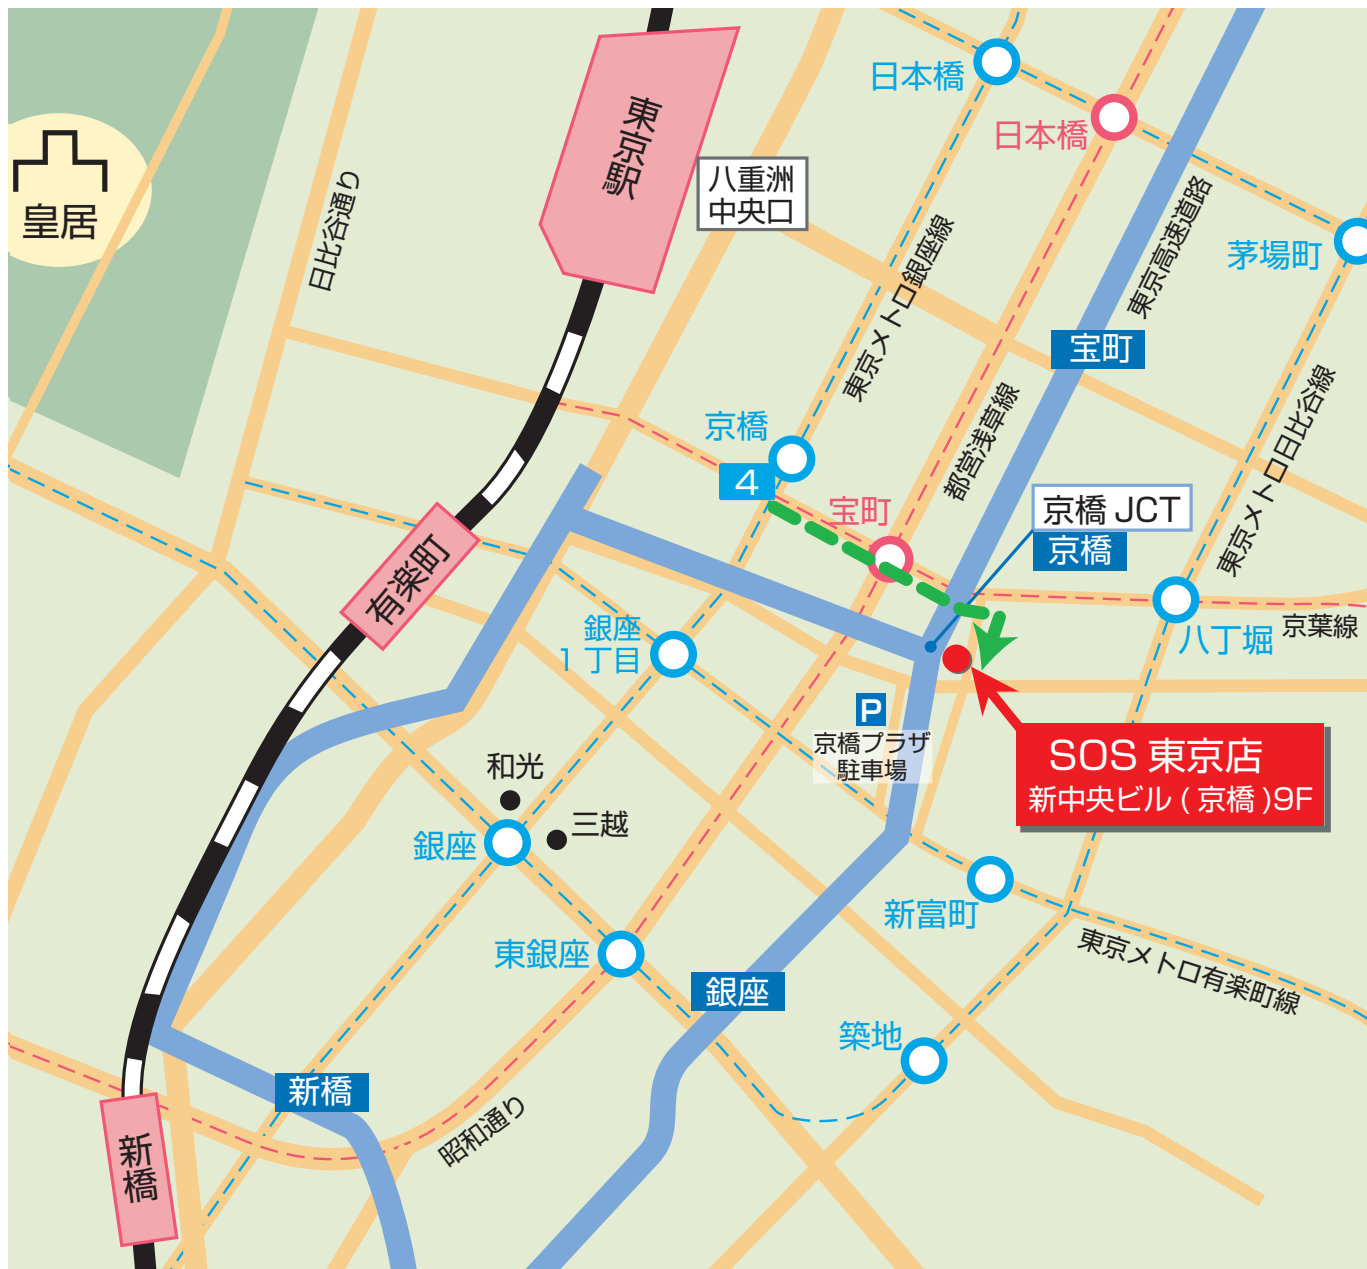 日本橋
日本橋
東京駅
八重洲
中央口
皇居
日比谷通り
東京メトロ銀座線
東京高速道路
茅場町
宝町
京橋
4
都営浅草線
東京メトロ日比谷線
宝町
京橋 JCT
京橋
有楽町
銀座
1 丁目
八丁堀
京葉線
P
京橋プラザ
駐車場
SOS 東京店
新中央ビル ( 京橋 )9F
和光
三越
銀座
新富町
東銀座
東京メトロ有楽町線
銀座
築地
新橋
昭和通り
新橋